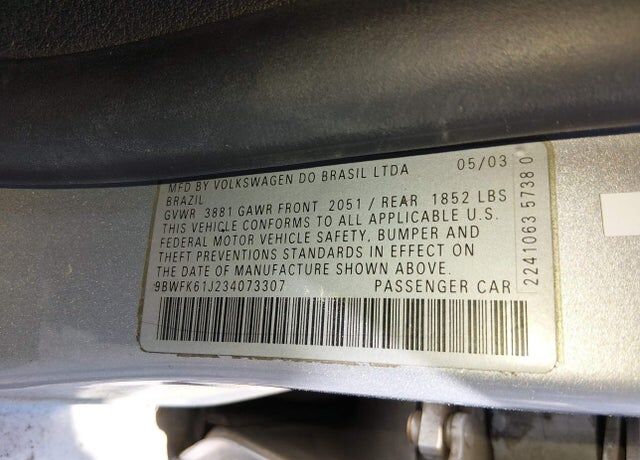 MFD BY VOLKSWAGEN DO BRASIL LTDA 05/03
BRAZIL
GVWR 3881 GAWR FRONT 2051 / REAR 1852 LBS
THIS VEHICLE CONFORMS TO ALL APPLICABLE U.S.
FEDERAL MOTOR VEHICLE SAFETY, BUMPER AND
THEFT PREVENTIONS STANDARDS IN EFFECT ON
THE DATE OF MANUFACTURE SHOWN ABOVE.
9BWFK61J234073307 PASSENGER CAR
22410635 5738 0